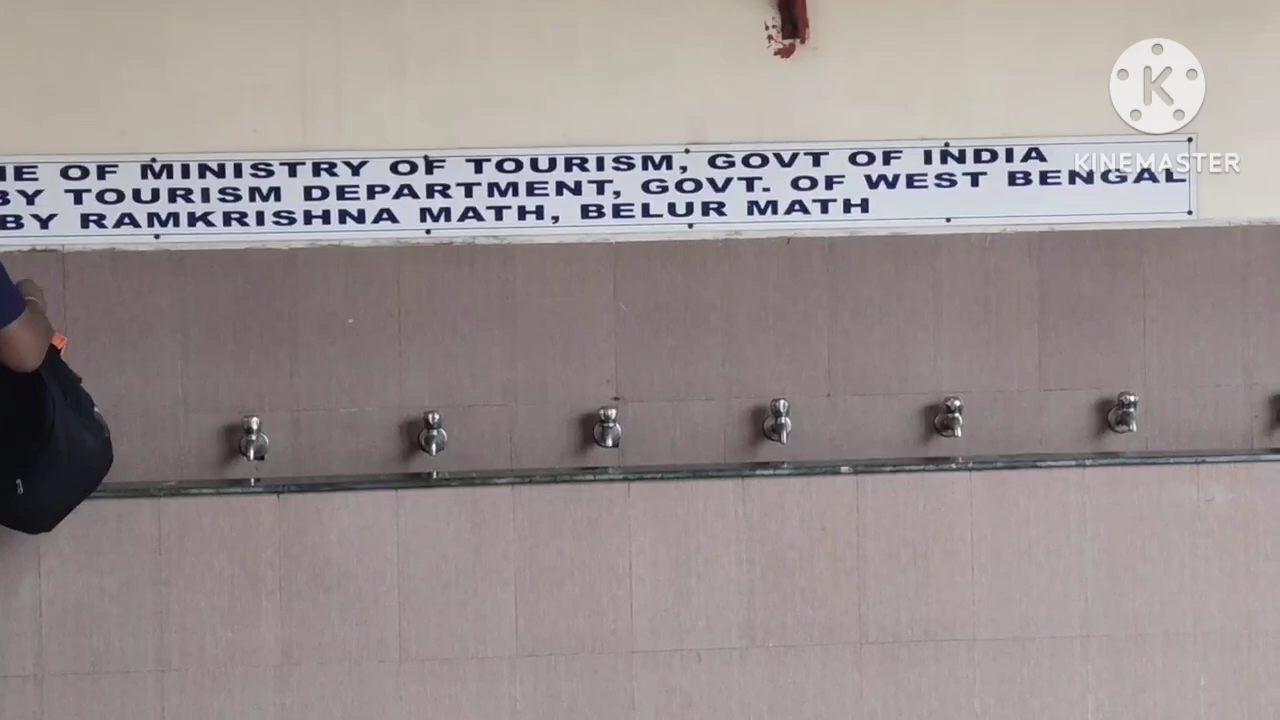 OF MINISTRY OF TOURISM, GOVT OF INDIA
BY TOURISM DEPARTMENT, GOVT. OF WEST BENGAL
BY RAMKRISHNA MATH, BELUR MATH
K
KINEMASTER